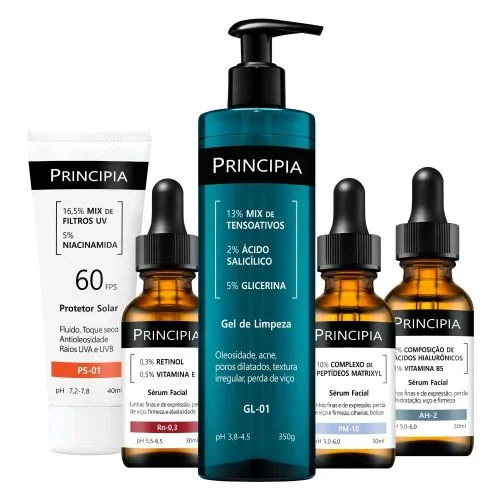 PRINCIPIA
16,5% MIX DE
FILTROS UV
5%
NIACINAMIDA
60
FPS
Protetor Solar
Fluido. Toque seco
Antioleosidade
Raios UVA e UVB
PS-01
pH 7,2-7,8
40ml
PRINCIPIA
0,3% RETINOL
0,5% VITAMINA E
Sérum Facial
Linhas finas e de expressão, perda
de viço, firmeza e elasticidade
Rn-0,3
pH 5,5-6,5
30ml
PRINCIPIA
13% MIX DE
TENSOATIVOS
2% ÁCIDO
SALICÍLICO
5% GLICERINA
Gel de Limpeza
Oleosidade, acne,
poros dilatados, textura
irregular, perda de viço
GL-01
pH 3,8-4,5
350g
PRINCIPIA
10% COMPLEXO DE
PEPTÍDEOS MATRIXYL
Sérum Facial
Linhas finas e de expressão, perda
de viço e firmeza, olheiras, bolsas
PM-10
pH 5,0-6,0
30ml
PRINCIPIA
% COMPOSIÇÃO DE
ÁCIDOS HIALURÔNICOS
% VITAMINA B5
Sérum Facial
Linhas finas e de expressão, perda
hidratação, viço e firmeza
AH-2
pH 5,0-6,0
30ml